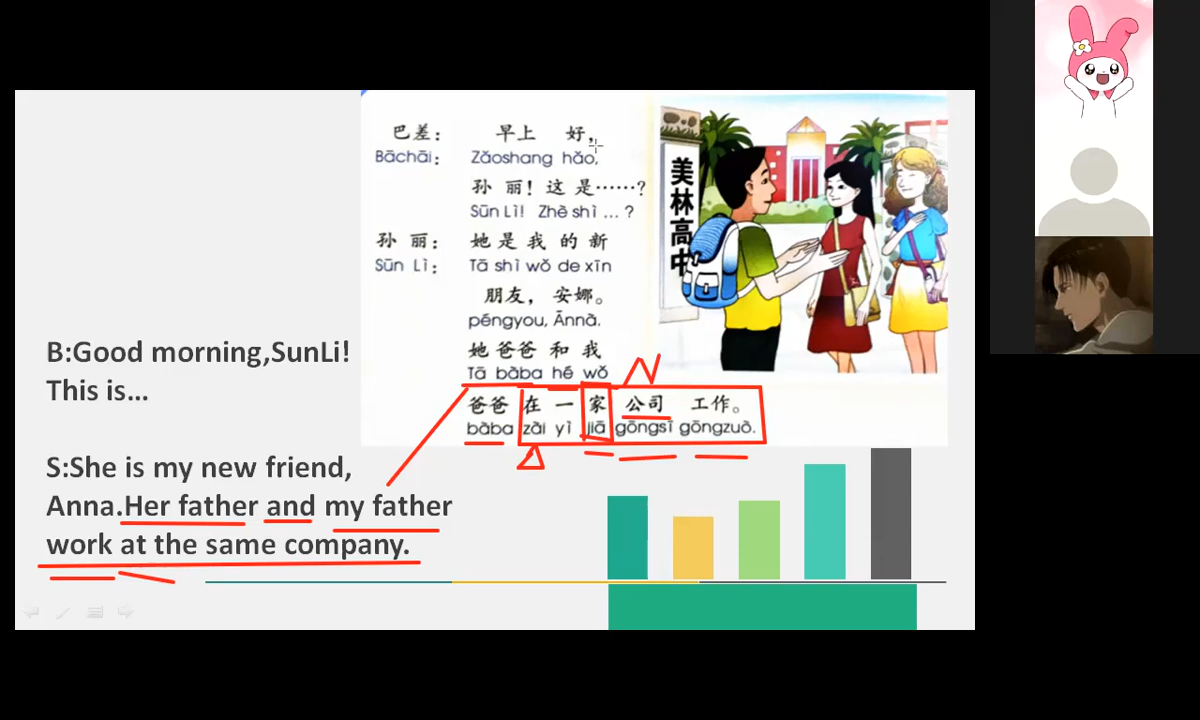 巴差： 早上 好，
Bāchāi： Zǎoshang hǎo,
孙 丽！这 是……？
Sūn Lì! Zhè shì ... ?
孙 丽： 她 是 我 的 新
Sūn Lì： Tā shì wǒ de xīn
朋友，安娜。
péngyou, Ānnà.
她 爸爸 和 我
Tā bàba hé wǒ
N
爸爸 在 一 家 公司 工作。
bàba zài yì jiā gōngsī gōngzuò.
美林高中
B:Good morning,SunLi!
This is...
S:She is my new friend,
Anna.Her father and my father
work at the same company.